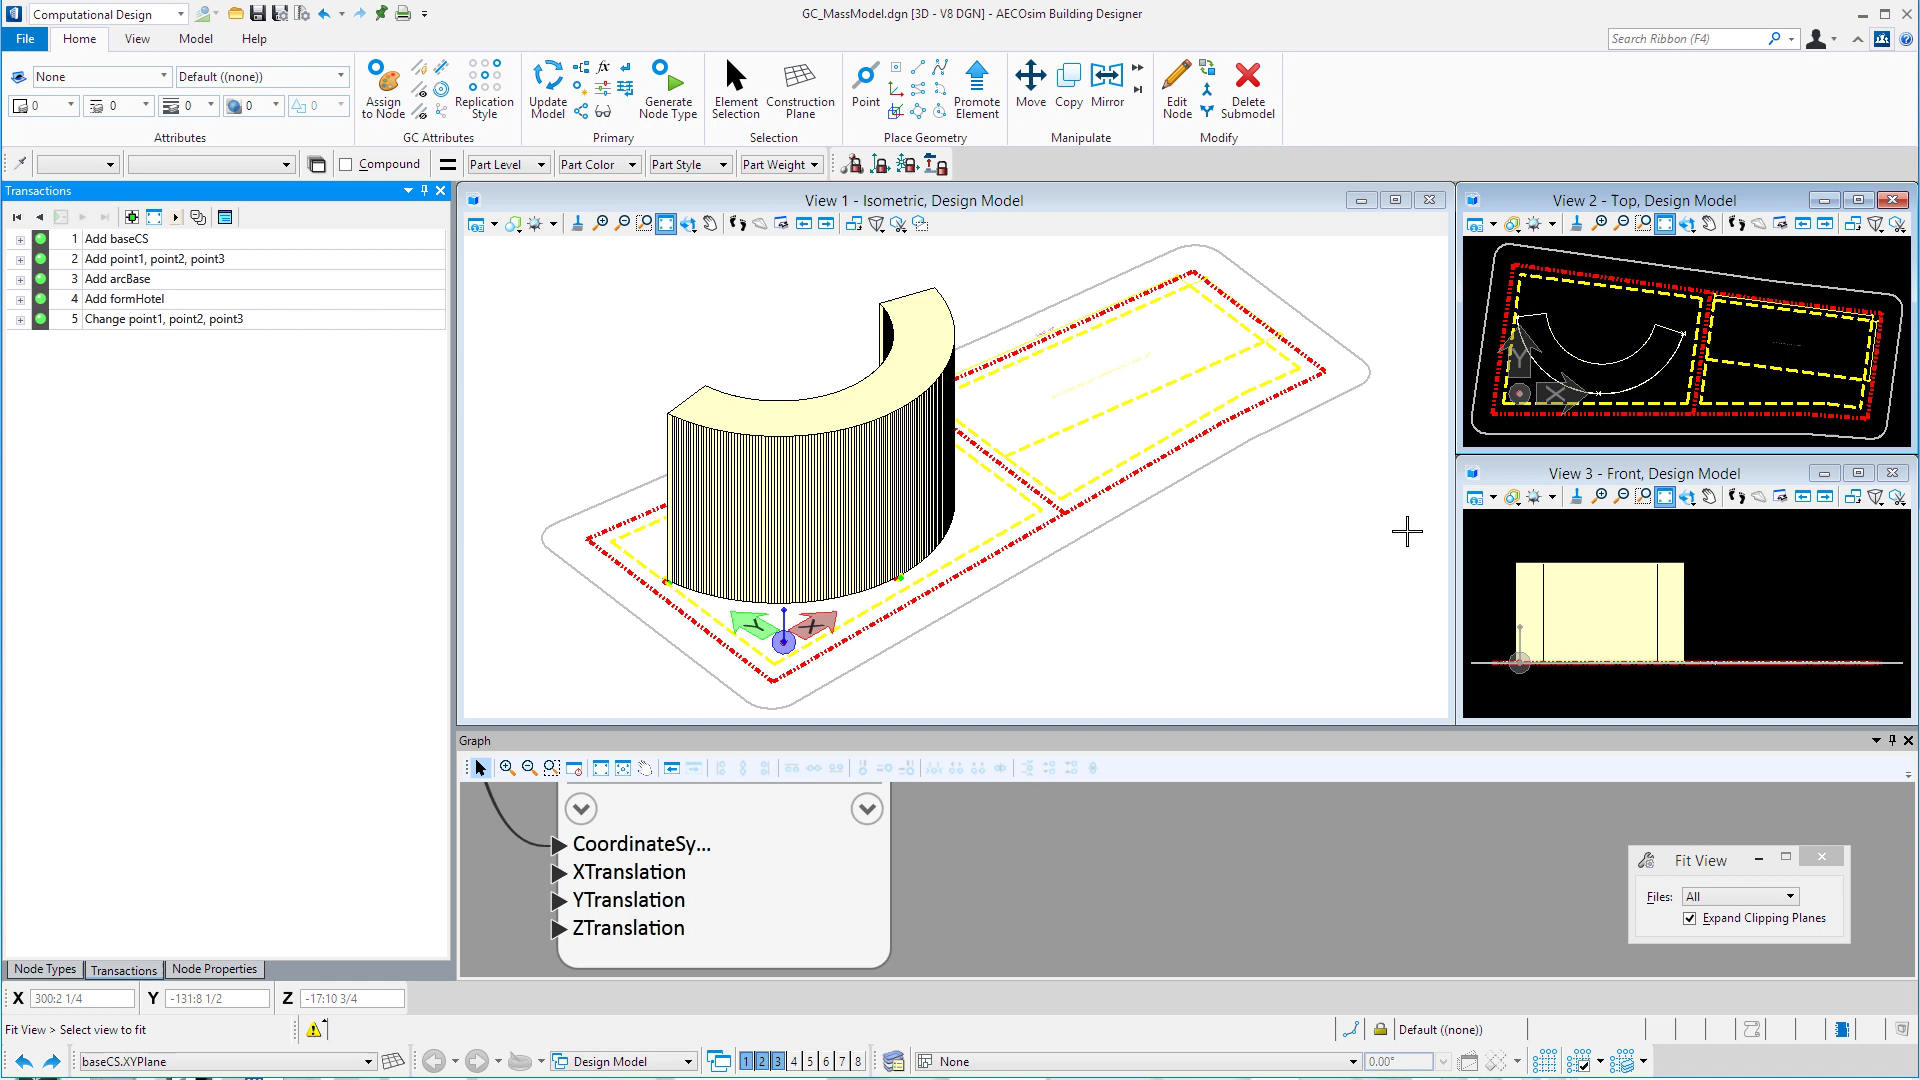 Computational Design
GC_MassModel.dgn [3D - V8 DGN] - AECOsim Building Designer
File Home View Model Help
Search Ribbon (F4)
None
Default ((none))
0 0 0 0 0
Attributes
Assign to Node
Replication Style
GC Attributes
Update Model
fx
Generate Node Type
Primary
Element Selection
Construction Plane
Selection
Point
Promote Element
Place Geometry
Move
Copy
Mirror
Manipulate
Edit Node
Delete Submodel
Modify
Compound
Part Level
Part Color
Part Style
Part Weight
Transactions
1 Add baseCS
2 Add point1, point2, point3
3 Add arcBase
4 Add formHotel
5 Change point1, point2, point3
View 1 - Isometric, Design Model
Y X
View 2 - Top, Design Model
Y
X
View 3 - Front, Design Model
Graph
CoordinateSy...
XTranslation
YTranslation
ZTranslation
Fit View
Files: All
Expand Clipping Planes
Node Types
Transactions
Node Properties
X 300:2 1/4 Y -131:8 1/2 Z -17:10 3/4
Fit View > Select view to fit
Default ((none))
baseCS.XYPlane
Design Model
1 2 3 4 5 6 7 8
None
0.00°